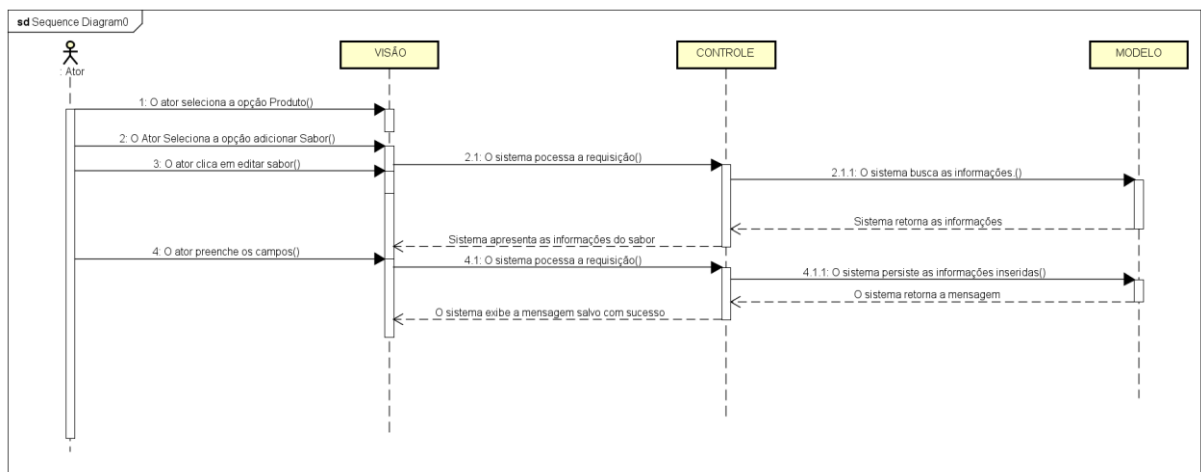 sd Sequence Diagram0
: Ator
VISÃO
CONTROLE
MODELO
1: O ator seleciona a opção Produto()
2: O Ator Seleciona a opção adicionar Sabor()
2.1: O sistema pocessa a requisição()
3: O ator clica em editar sabor()
2.1.1: O sistema busca as informações.()
Sistema retorna as informações
Sistema apresenta as informações do sabor
4: O ator preenche os campos()
4.1: O sistema pocessa a requisição()
4.1.1: O sistema persiste as informações inseridas()
O sistema retorna a mensagem
O sistema exibe a mensagem salvo com sucesso